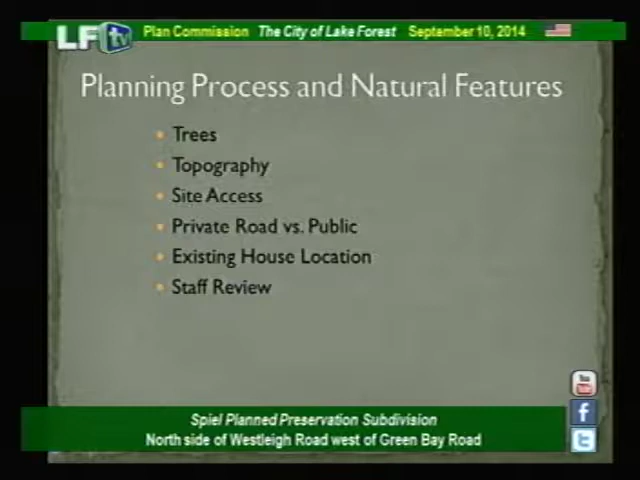 LFtv Plan Commission The City of Lake Forest September 10, 2014
Planning Process and Natural Features
Trees
Topography
Site Access
Private Road vs. Public
Existing House Location
Staff Review
You
Spiel Planned Preservation Subdivision
North side of Westleigh Road west of Green Bay Road